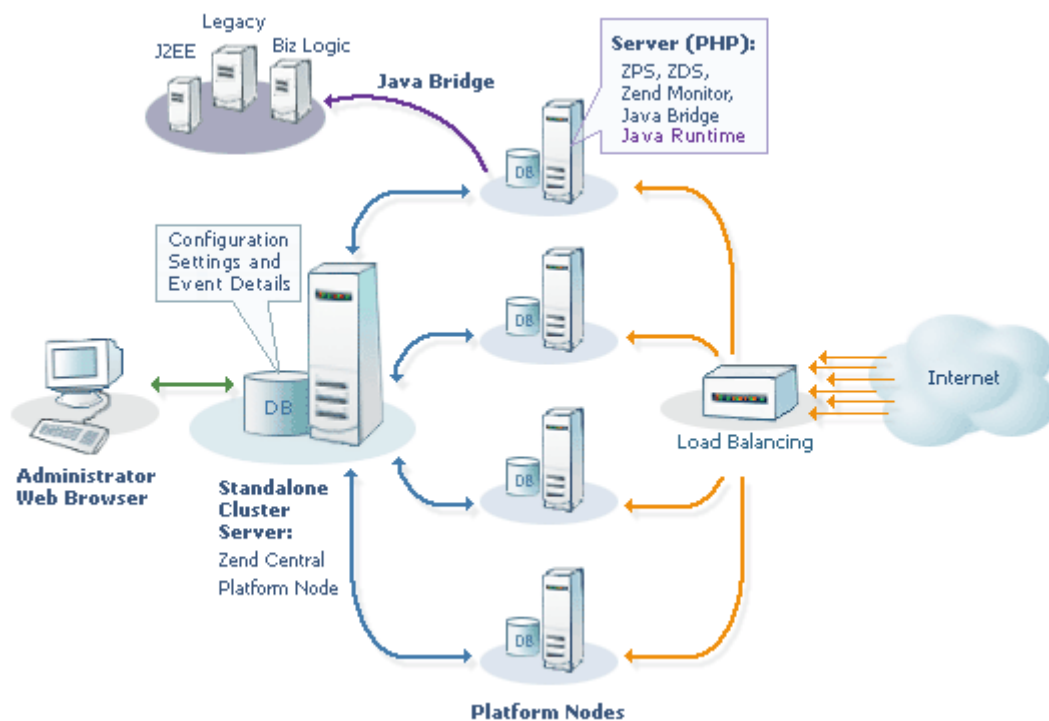 Legacy
J2EE
Biz Logic
Java Bridge
Server (PHP):
ZPS, ZDS,
Zend Monitor,
Java Bridge
Java Runtime
DB
Configuration
Settings and
Event Details
DB
DB
Internet
Load Balancing
Administrator
Web Browser
Standalone
Cluster
Server:
Zend Central
Platform Node
DB
DB
Platform Nodes